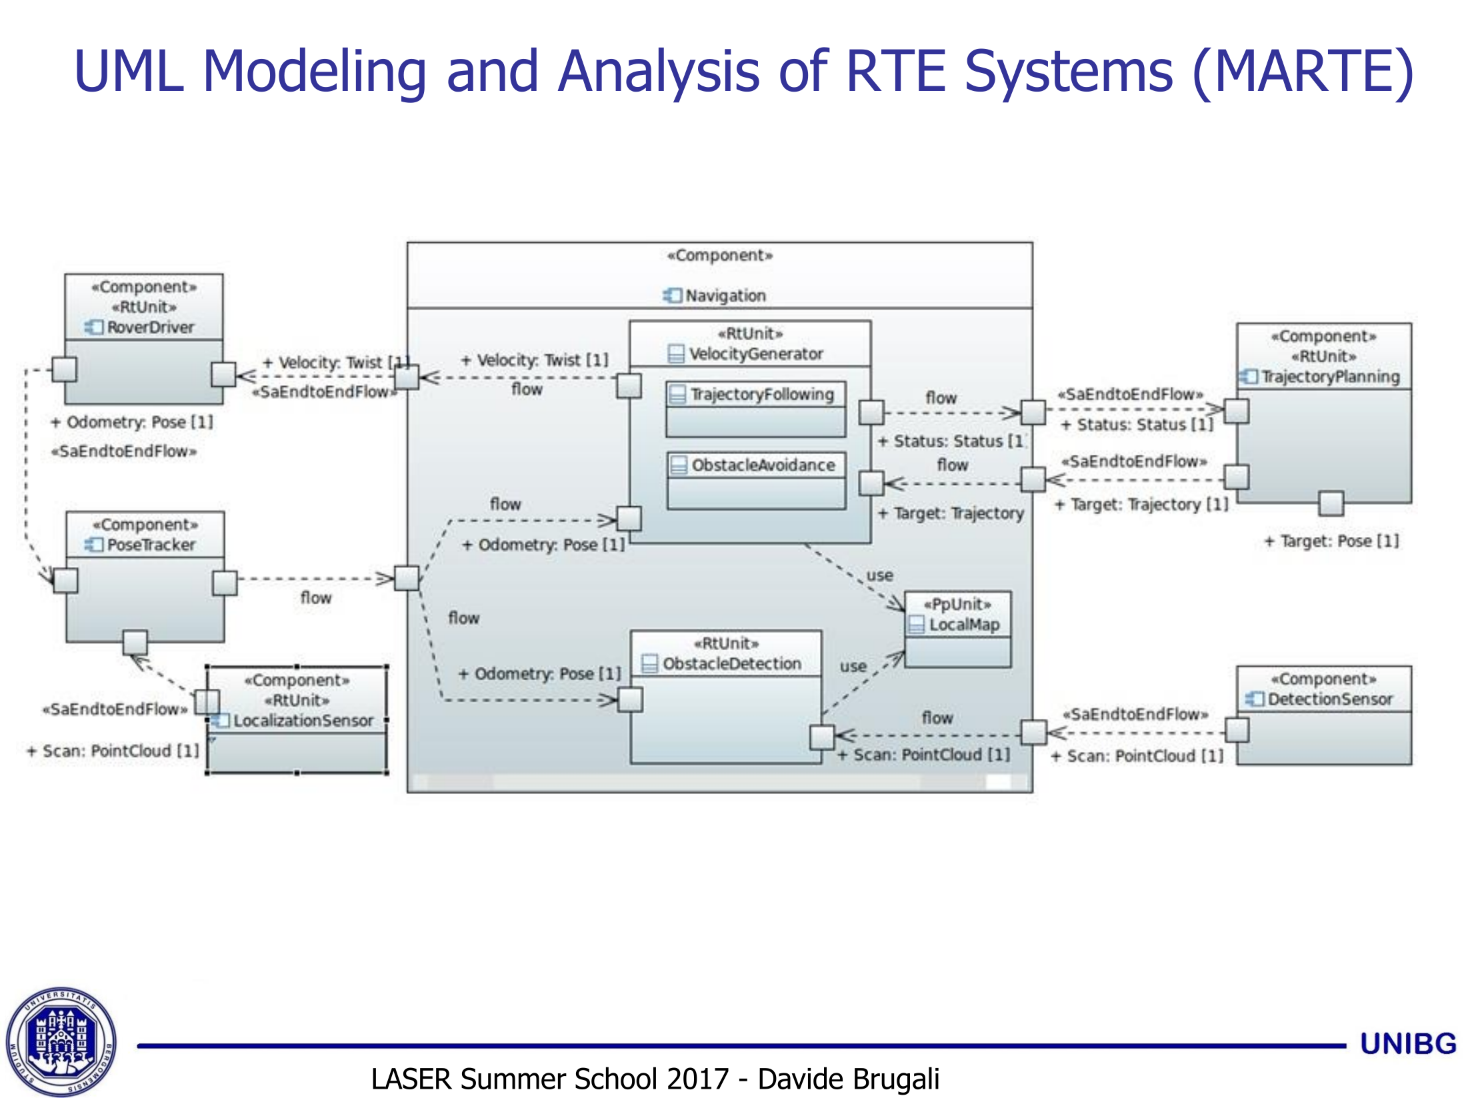 UML Modeling and Analysis of RTE Systems (MARTE)
«Component»
Navigation
«Component»
«RtUnit»
RoverDriver
+ Velocity: Twist [1]
«SaEndtoEndFlow»
+ Odometry: Pose [1]
«SaEndtoEndFlow»
«Component»
PoseTracker
flow
«SaEndtoEndFlow»
+ Scan: PointCloud [1]
«Component»
«RtUnit»
LocalizationSensor
+ Velocity: Twist [1]
flow
«RtUnit»
VelocityGenerator
TrajectoryFollowing
ObstacleAvoidance
flow
+ Odometry: Pose [1]
flow
+ Odometry: Pose [1]
flow
+ Status: Status [1]
flow
+ Target: Trajectory
use
«PpUnit»
LocalMap
use
«RtUnit»
ObstacleDetection
flow
+ Scan: PointCloud [1]
«SaEndtoEndFlow»
+ Status: Status [1]
«SaEndtoEndFlow»
+ Target: Trajectory [1]
«Component»
«RtUnit»
TrajectoryPlanning
+ Target: Pose [1]
«SaEndtoEndFlow»
+ Scan: PointCloud [1]
«Component»
DetectionSensor
UNIVERSITATIS
BERGOMENSIS
STUDIUM
UNIBG
LASER Summer School 2017 - Davide Brugali